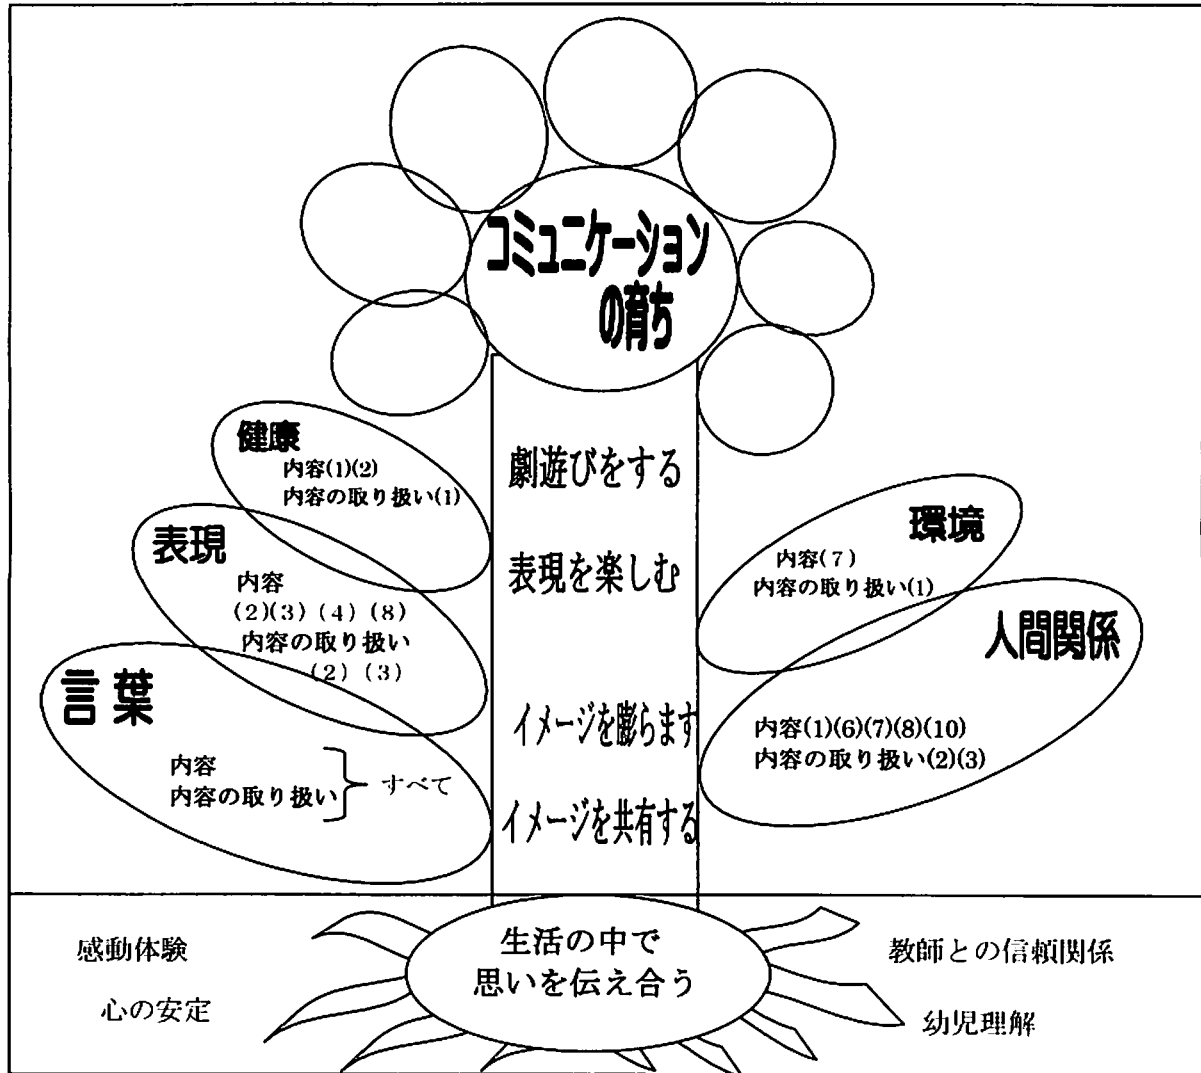 コミュニケーション
の育ち
健康
内容(1)(2)
内容の取り扱い(1)
表現
内容
(2)(3)(4)(8)
内容の取り扱い
(2)(3)
言葉
内容
内容の取り扱い
すべて
劇遊びをする
表現を楽しむ
イメージを膨らます
イメージを共有する
環境
内容(7)
内容の取り扱い(1)
人間関係
内容(1)(6)(7)(8)(10)
内容の取り扱い(2)(3)
生活の中で
思いを伝え合う
感動体験
心の安定
教師との信頼関係
幼児理解